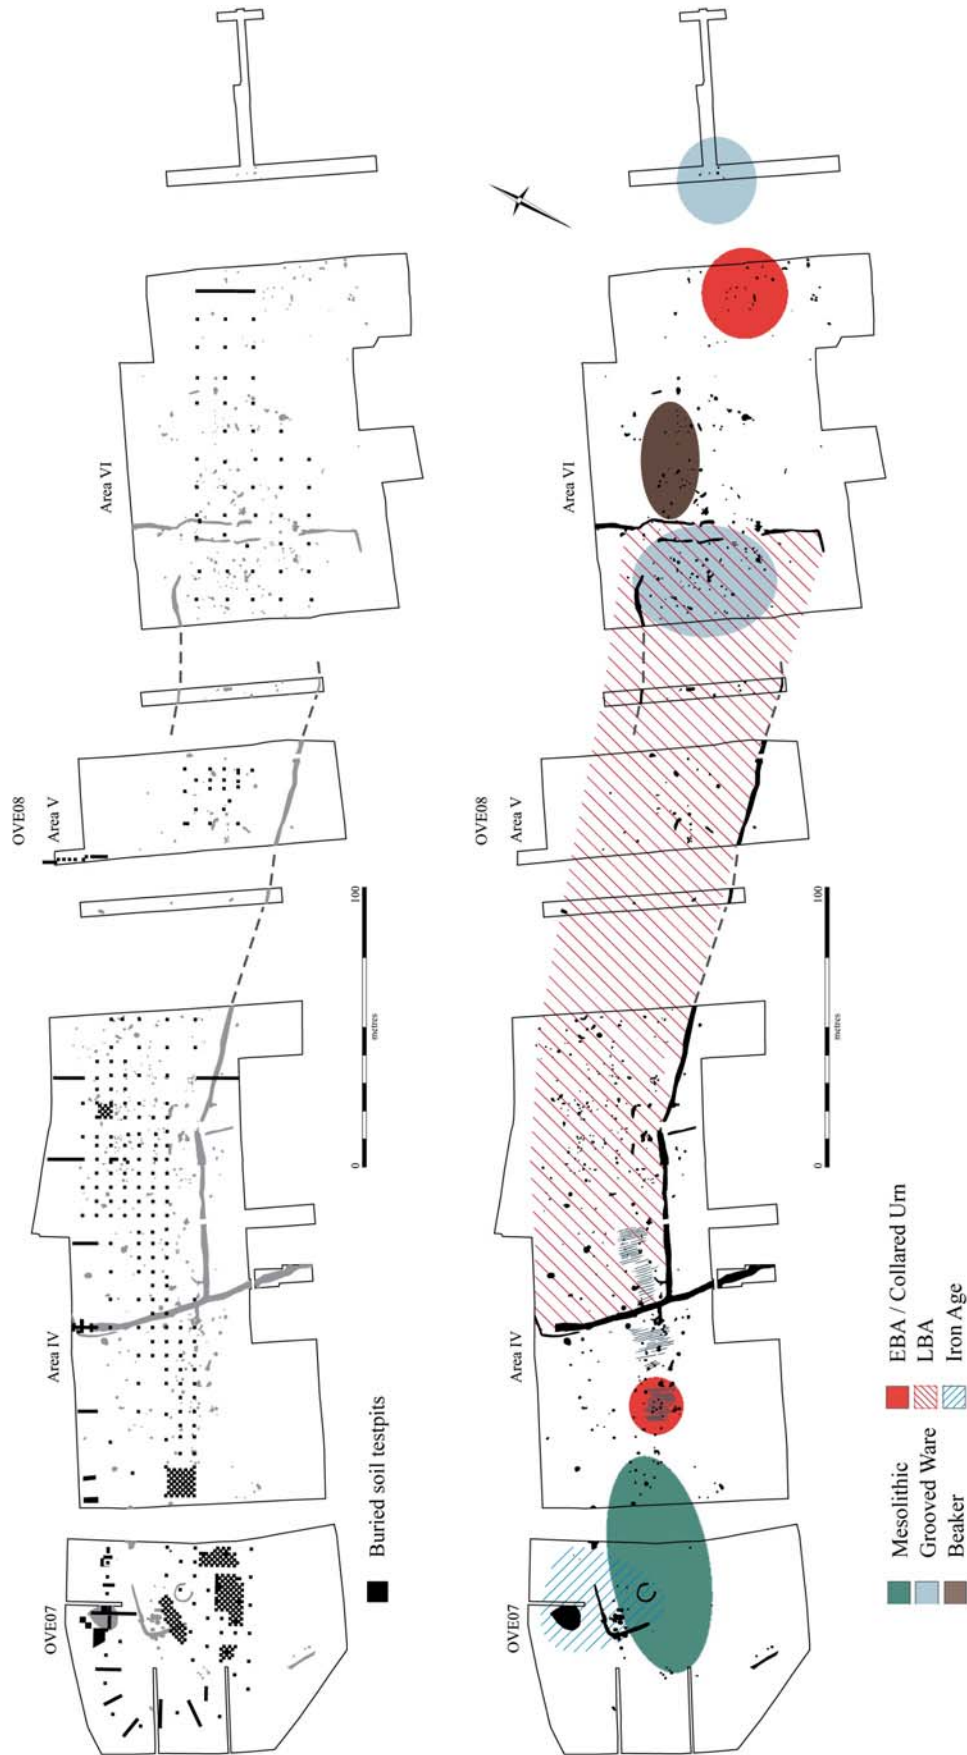 OVE07
Area IV
OVE08
Area V
Area VI
0
metres
100
Buried soil testpits
OVE07
Area IV
OVE08
Area V
Area VI
0
metres
100
Mesolithic
Grooved Ware
Beaker
EBA / Collared Urn
LBA
Iron Age